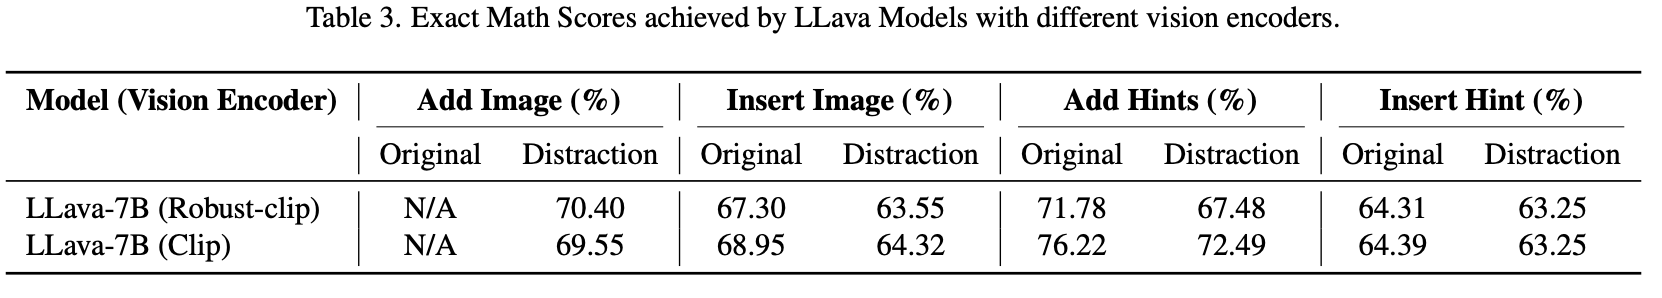 Table 3. Exact Math Scores achieved by LLava Models with different vision encoders.
Model (Vision Encoder) Add Image (%) Insert Image (%) Add Hints (%) Insert Hint (%)
Original Distraction Original Distraction Original Distraction Original Distraction
LLava-7B (Robust-clip) N/A 70.40 67.30 63.55 71.78 67.48 64.31 63.25
LLava-7B (Clip) N/A 69.55 68.95 64.32 76.22 72.49 64.39 63.25